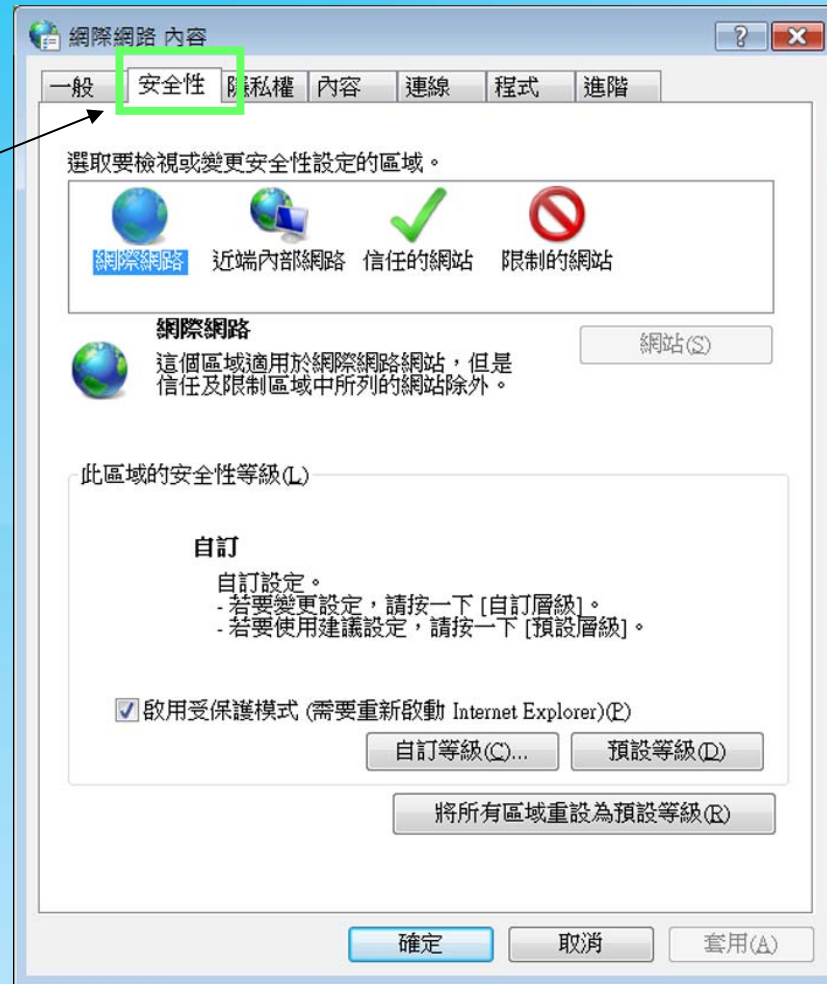 網際網路 內容
一般 安全性 隱私權 內容 連線 程式 進階
選取要檢視或變更安全性設定的區域。
網際網路 近端內部網路 信任的網站 限制的網站
網際網路
這個區域適用於網際網路網站，但是
信任及限制區域中所列的網站除外。
網站(S)
此區域的安全性等級(L)
自訂
自訂設定。
- 若要變更設定，請按一下 [自訂層級]。
- 若要使用建議設定，請按一下 [預設層級]。
啟用受保護模式 (需要重新啟動 Internet Explorer)(P)
自訂等級(C)... 預設等級(D)
將所有區域重設為預設等級(R)
確定 取消 套用(A)